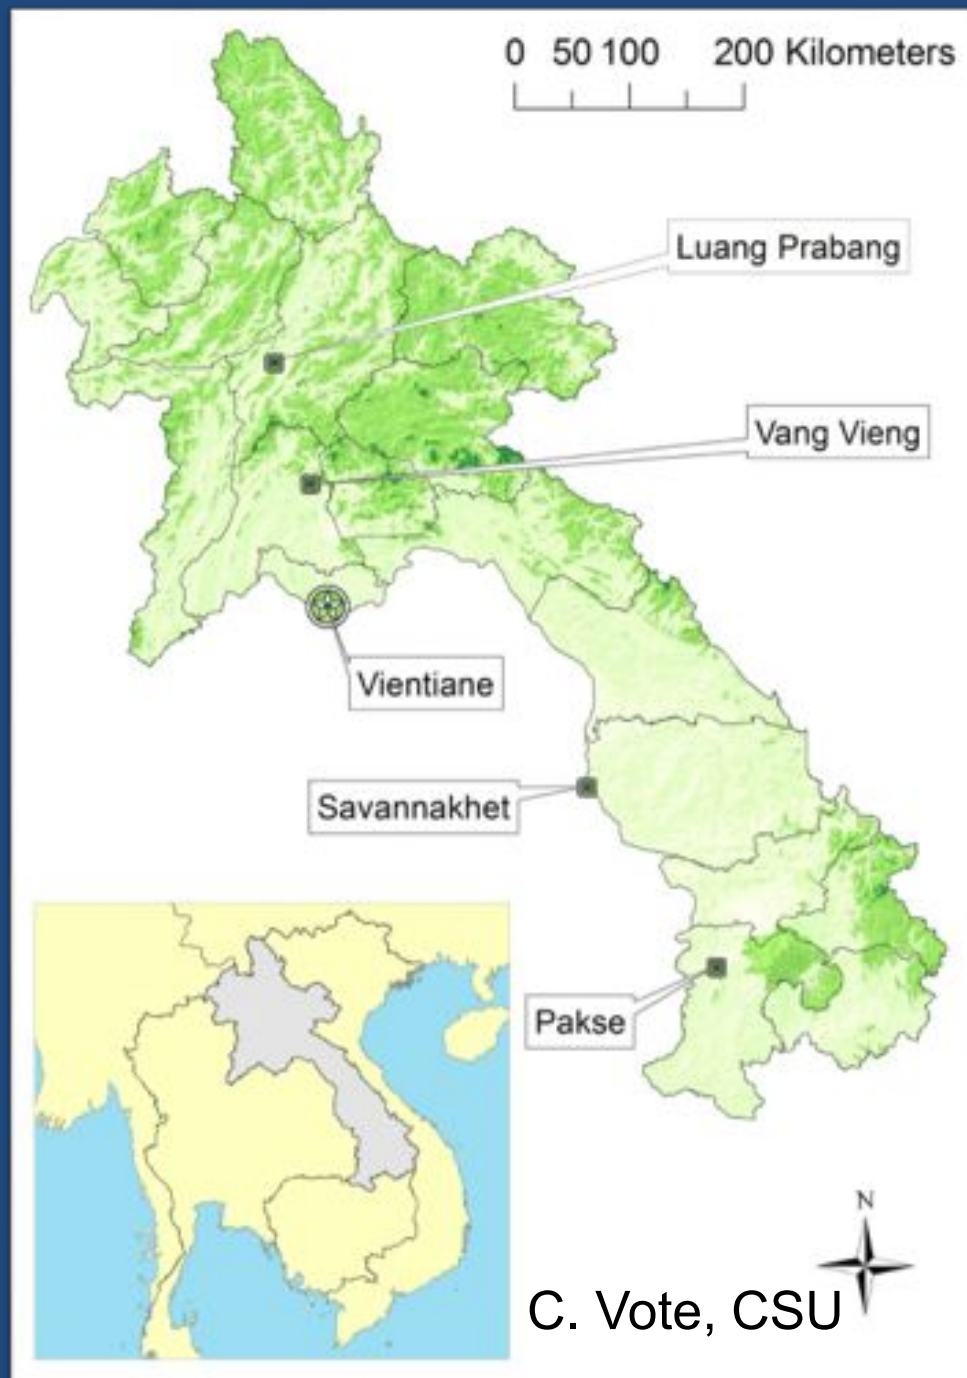 0 50 100 200 Kilometers
Luang Prabang
Vang Vieng
Vientiane
Savannakhet
Pakse
N
C. Vote, CSU